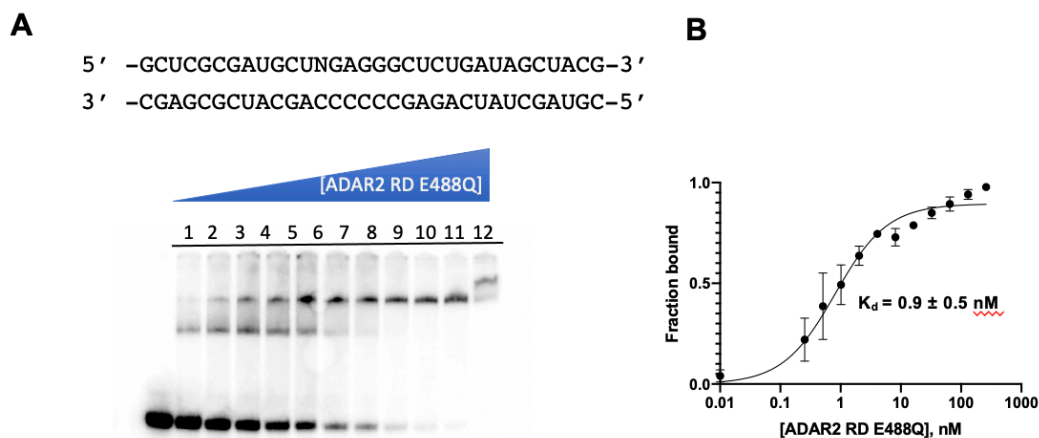 A
5’ -GCUCGCGAUGCUNGAGGGCUCUGAUAGCUACG-3’
3’ -CGAGCGCUACGACCCCCCGAGACUAUCGAUGC-5’
[ADAR2 RD E488Q]
1 2 3 4 5 6 7 8 9 10 11 12
B
Fraction bound
1.0
0.5
0.0
K_d = 0.9 ± 0.5 nM
0.01 0.1 1 10 100 1000
[ADAR2 RD E488Q], nM